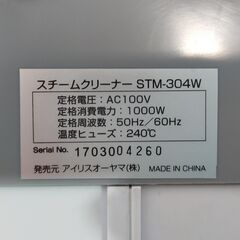 スチームクリーナー STM-304W
定格電圧：AC100V
定格消費電力：1000W
定格周波数：50Hz／60Hz
温度ヒューズ：240℃
Serial No. 1703004260
発売元 アイリスオーヤマ(株) MADE IN CHINA